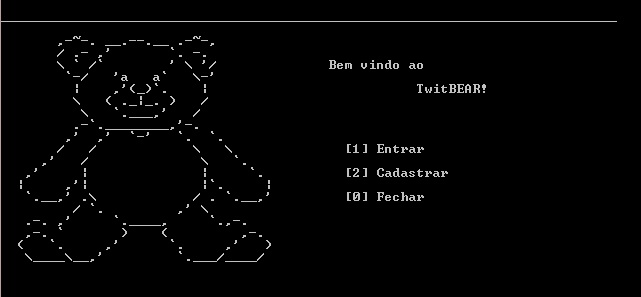 Bem vindo ao
TwitBEAR!
[1] Entrar
[2] Cadastrar
[0] Fechar